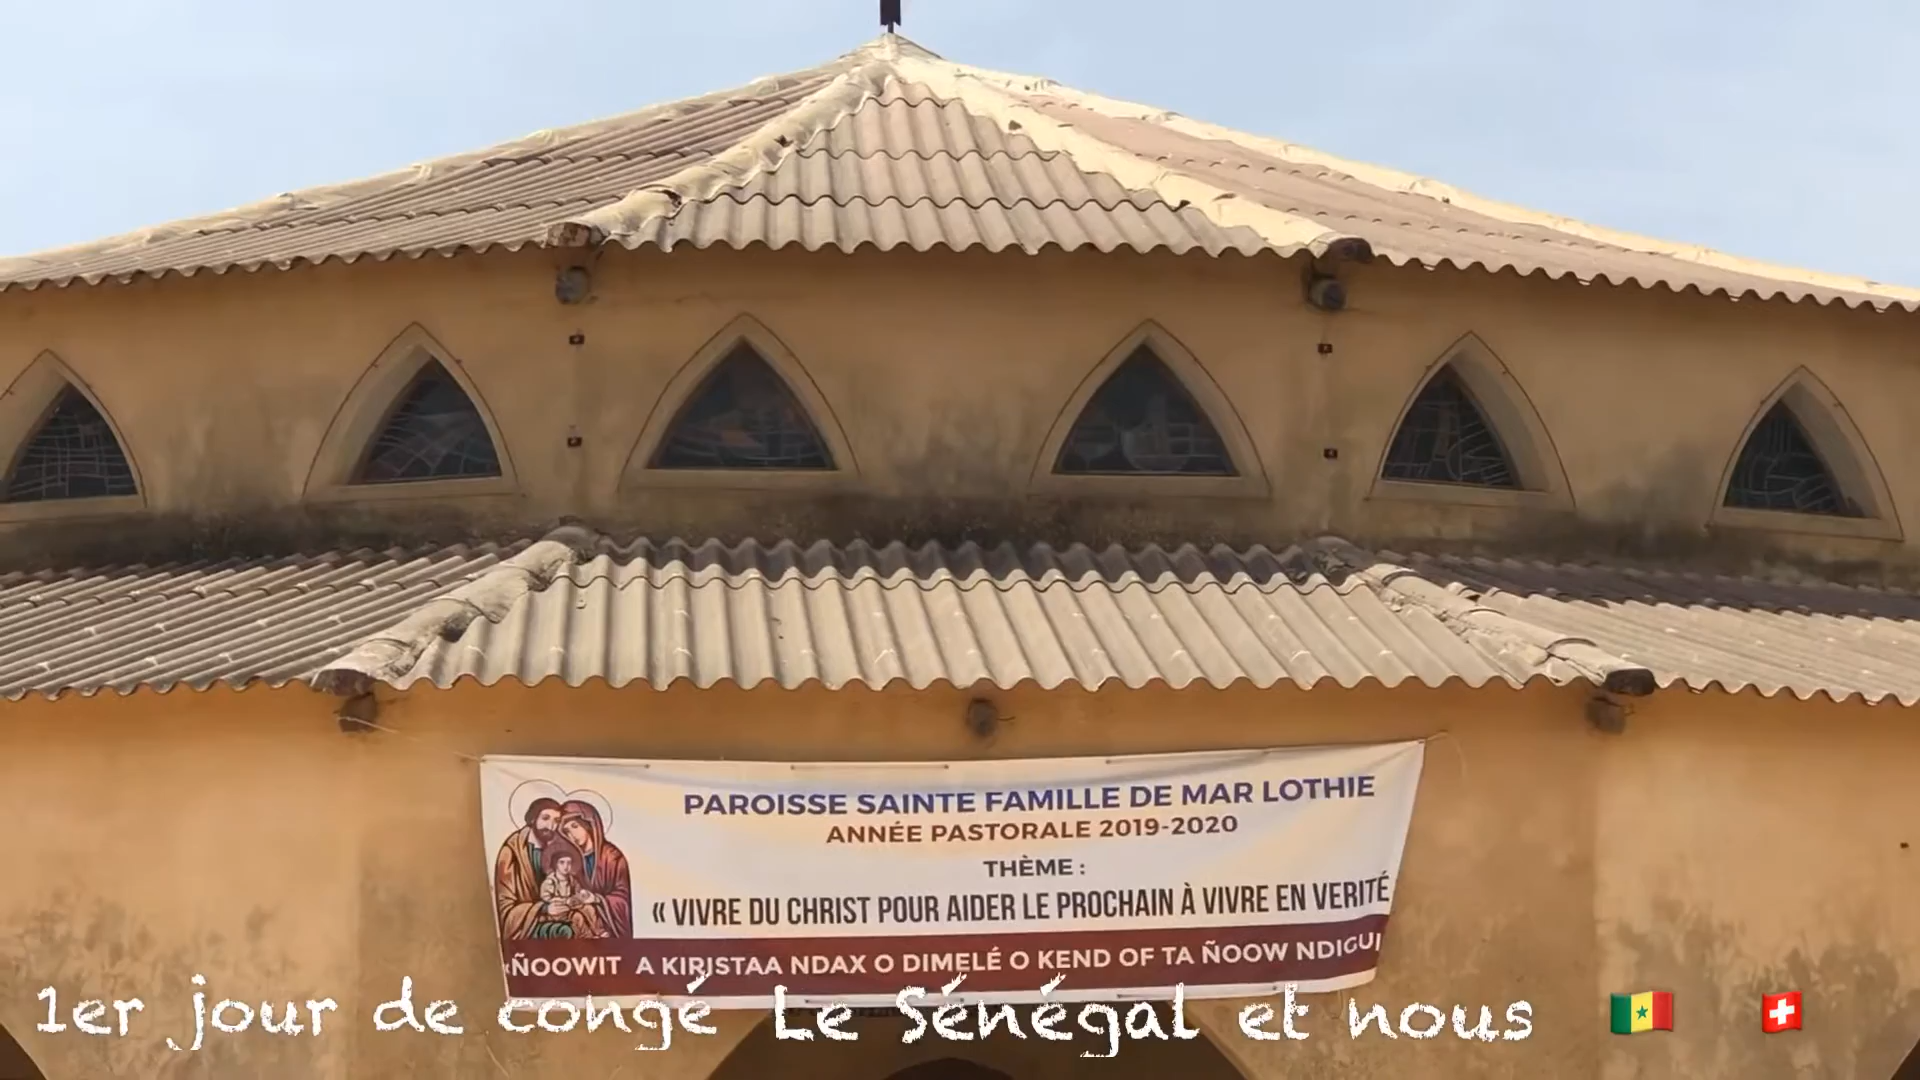 PAROISSE SAINTE FAMILLE DE MAR LOTHIE
ANNÉE PASTORALE 2019-2020
THÈME :
« VIVRE DU CHRIST POUR AIDER LE PROCHAIN À VIVRE EN VERITÉ
«ÑOOWIT A KIRISTAA NDAX O DIMELÉ O KEND OF TA ÑOOW NDIGUI
1er jour de congé Le Sénégal et nous